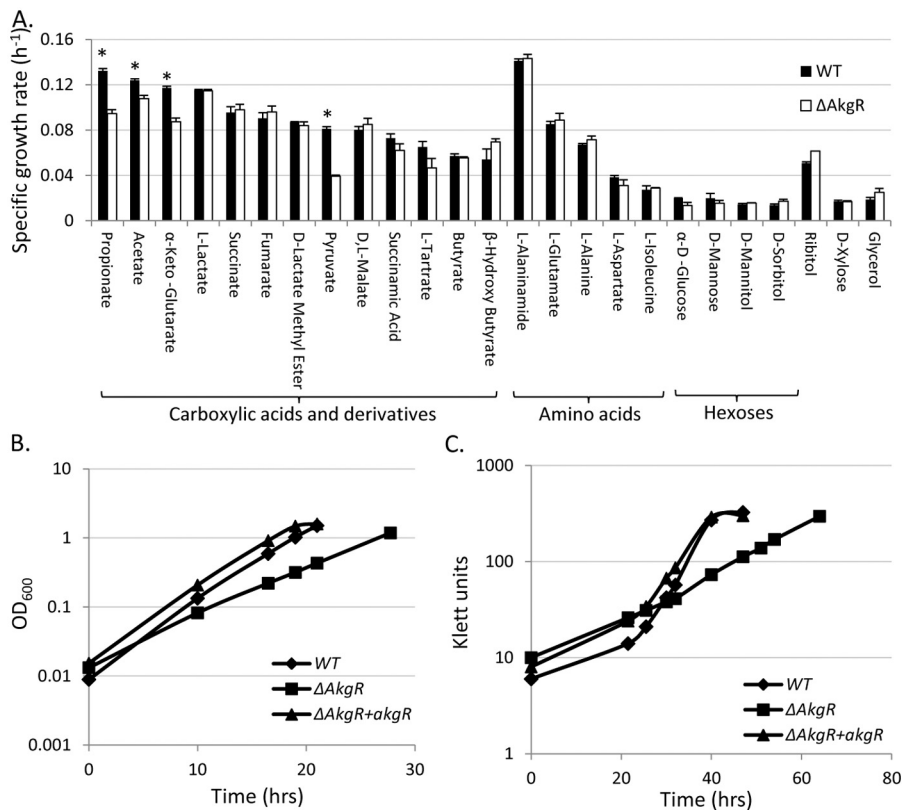 A.
Specific growth rate (h-1)
0.16
0.12
0.08
0.04
0
*
*
*
*
WT
ΔAkgR
Propionate
Acetate
α-Keto -Glutarate
L-Lactate
Succinate
Fumarate
D-Lactate Methyl Ester
Pyruvate
D,L-Malate
Succinamic Acid
L-Tartrate
Butyrate
β-Hydroxy Butyrate
L-Alaninamide
L-Glutamate
L-Alanine
L-Aspartate
L-Isoleucine
α-D -Glucose
D-Mannose
D-Mannitol
D-Sorbitol
Ribitol
D-Xylose
Glycerol
Carboxylic acids and derivatives
Amino acids
Hexoses
B.
OD600
10
1
0.1
0.01
0.001
WT
ΔAkgR
ΔAkgR+akgR
0
10
20
30
Time (hrs)
C.
Klett units
1000
100
10
1
WT
ΔAkgR
ΔAkgR+akgR
0
20
40
60
80
Time (hrs)